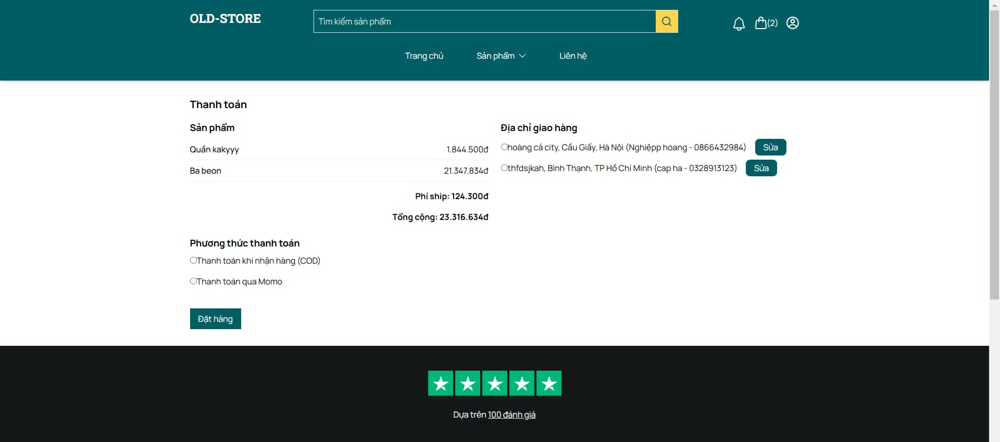 OLD-STORE
Tìm kiếm sản phẩm
(2)
Trang chủ
Sản phẩm
Liên hệ
Thanh toán
Sản phẩm
Quần kakyyy
1.844.500đ
Ba beon
21.347.834đ
Phí ship: 124.300đ
Tổng cộng: 23.316.634đ
Địa chỉ giao hàng
hoàng cả city, Cầu Giấy, Hà Nội (Nghiệpp hoang - 0866432984)
Sửa
thfdsjkah, Bình Thạnh, TP Hồ Chí Minh (cap ha - 0328913123)
Sửa
Phương thức thanh toán
Thanh toán khi nhận hàng (COD)
Thanh toán qua Momo
Đặt hàng
Dựa trên 100 đánh giá